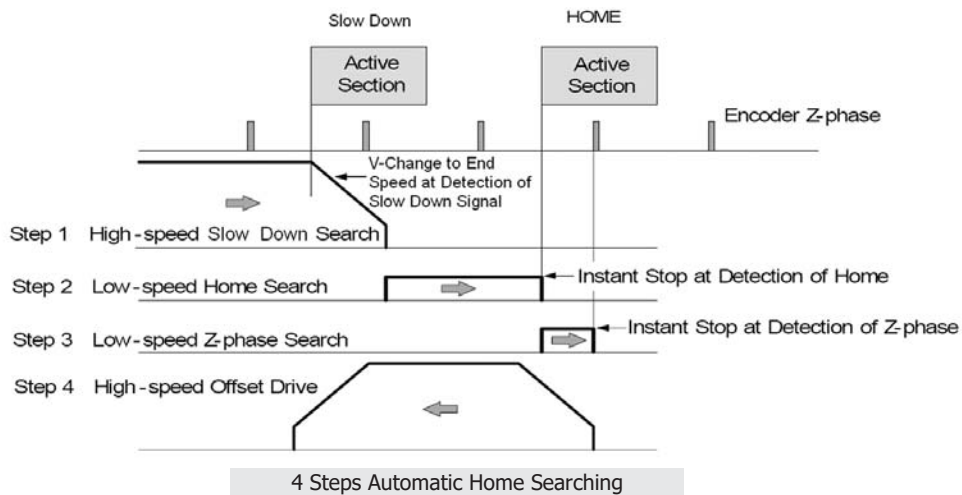 Slow Down
HOME
Active
Section
Active
Section
Encoder Z-phase
V-Change to End
Speed at Detection of
Slow Down Signal
Step 1 High-speed Slow Down Search
Step 2 Low-speed Home Search
Instant Stop at Detection of Home
Step 3 Low-speed Z-phase Search
Instant Stop at Detection of Z-phase
Step 4 High-speed Offset Drive
4 Steps Automatic Home Searching